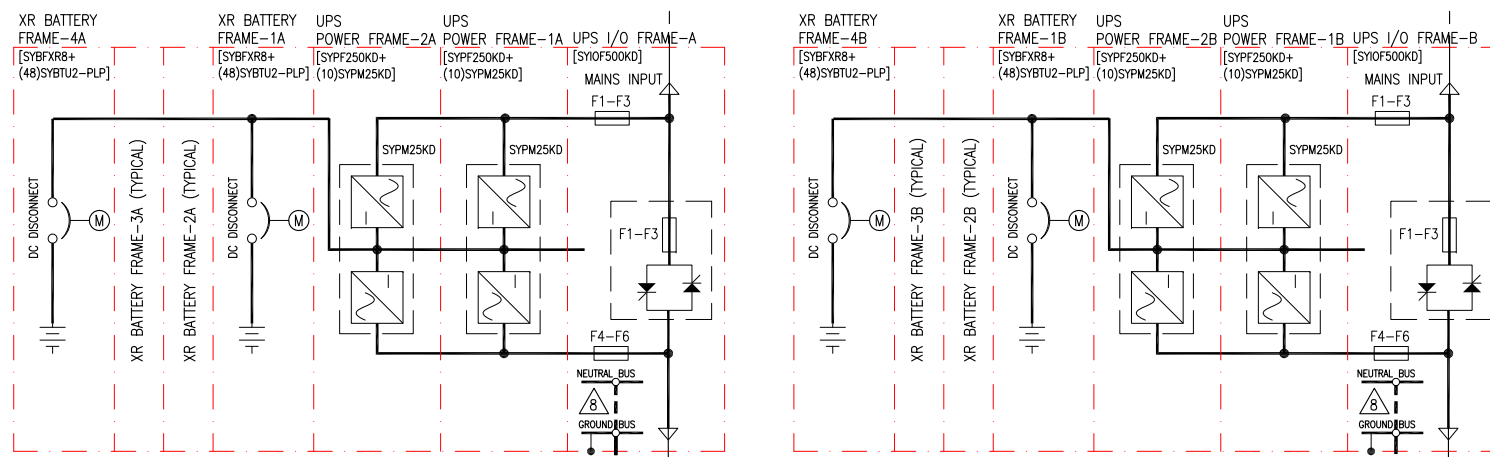 XR BATTERY
FRAME-4A
[SYBFXR8+
(48)SYBTU2-PLP]
XR BATTERY
FRAME-1A
[SYBFXR8+
(48)SYBTU2-PLP]
UPS
POWER FRAME-2A
[SYPF250KD+
(10)SYPM25KD]
UPS
POWER FRAME-1A
[SYPF250KD+
(10)SYPM25KD]
UPS I/O FRAME-A
[SYIOF500KD]
MAINS INPUT
F1-F3
SYPM25KD
SYPM25KD
DC DISCONNECT
M
XR BATTERY FRAME-3A (TYPICAL)
XR BATTERY FRAME-2A (TYPICAL)
DC DISCONNECT
M
F1-F3
F4-F6
NEUTRAL BUS
8
GROUND BUS
XR BATTERY
FRAME-4B
[SYBFXR8+
(48)SYBTU2-PLP]
XR BATTERY
FRAME-1B
[SYBFXR8+
(48)SYBTU2-PLP]
UPS
POWER FRAME-2B
[SYPF250KD+
(10)SYPM25KD]
UPS
POWER FRAME-1B
[SYPF250KD+
(10)SYPM25KD]
UPS I/O FRAME-B
[SYIOF500KD]
MAINS INPUT
F1-F3
SYPM25KD
SYPM25KD
DC DISCONNECT
M
XR BATTERY FRAME-3B (TYPICAL)
XR BATTERY FRAME-2B (TYPICAL)
DC DISCONNECT
M
F1-F3
F4-F6
NEUTRAL BUS
8
GROUND BUS